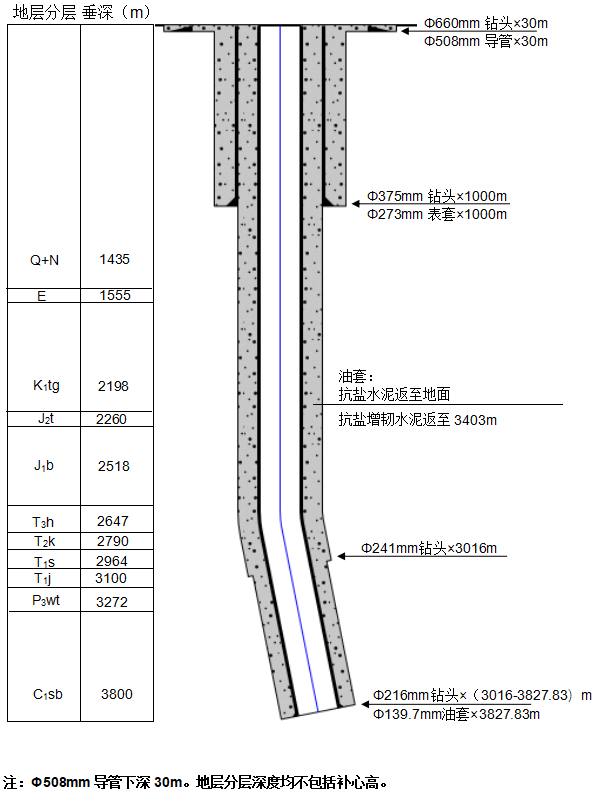 地层分层 垂深（m）
Φ660mm 钻头×30m
Φ508mm 导管×30m
Φ375mm 钻头×1000m
Φ273mm 表套×1000m
Q+N 1435
E 1555
油套：
抗盐水泥返至地面
K₁tg 2198
抗盐增韧水泥返至 3403m
J₂t 2260
J₁b 2518
T₃h 2647
T₂k 2790
Φ241mm钻头×3016m
T₁s 2964
T₁j 3100
P₃wt 3272
C₁sb 3800
Φ216mm钻头×（3016-3827.83）m
Φ139.7mm油套×3827.83m
注：Φ508mm 导管下深 30m。地层分层深度均不包括补心高。